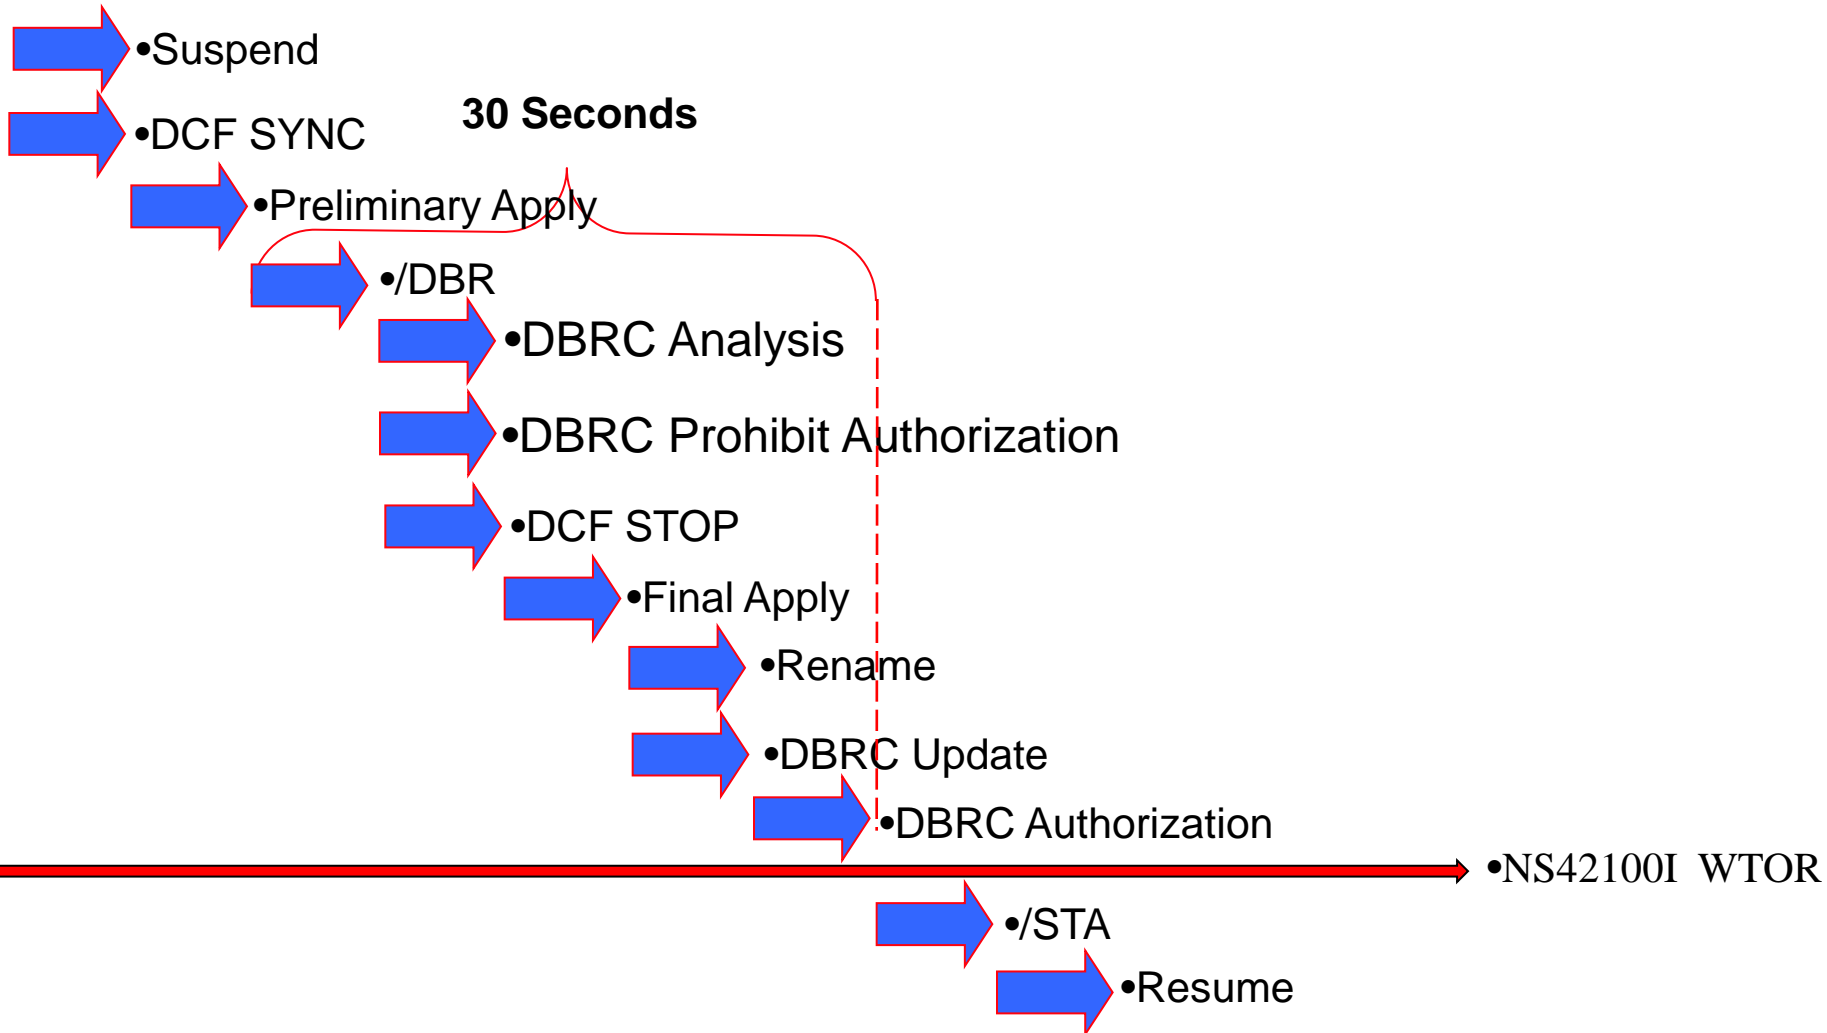 •Suspend
30 Seconds
•DCF SYNC
•Preliminary Apply
•/DBR
•DBRC Analysis
•DBRC Prohibit Authorization
•DCF STOP
•Final Apply
•Rename
•DBRC Update
•DBRC Authorization
•NS42100I WTOR
•/STA
•Resume